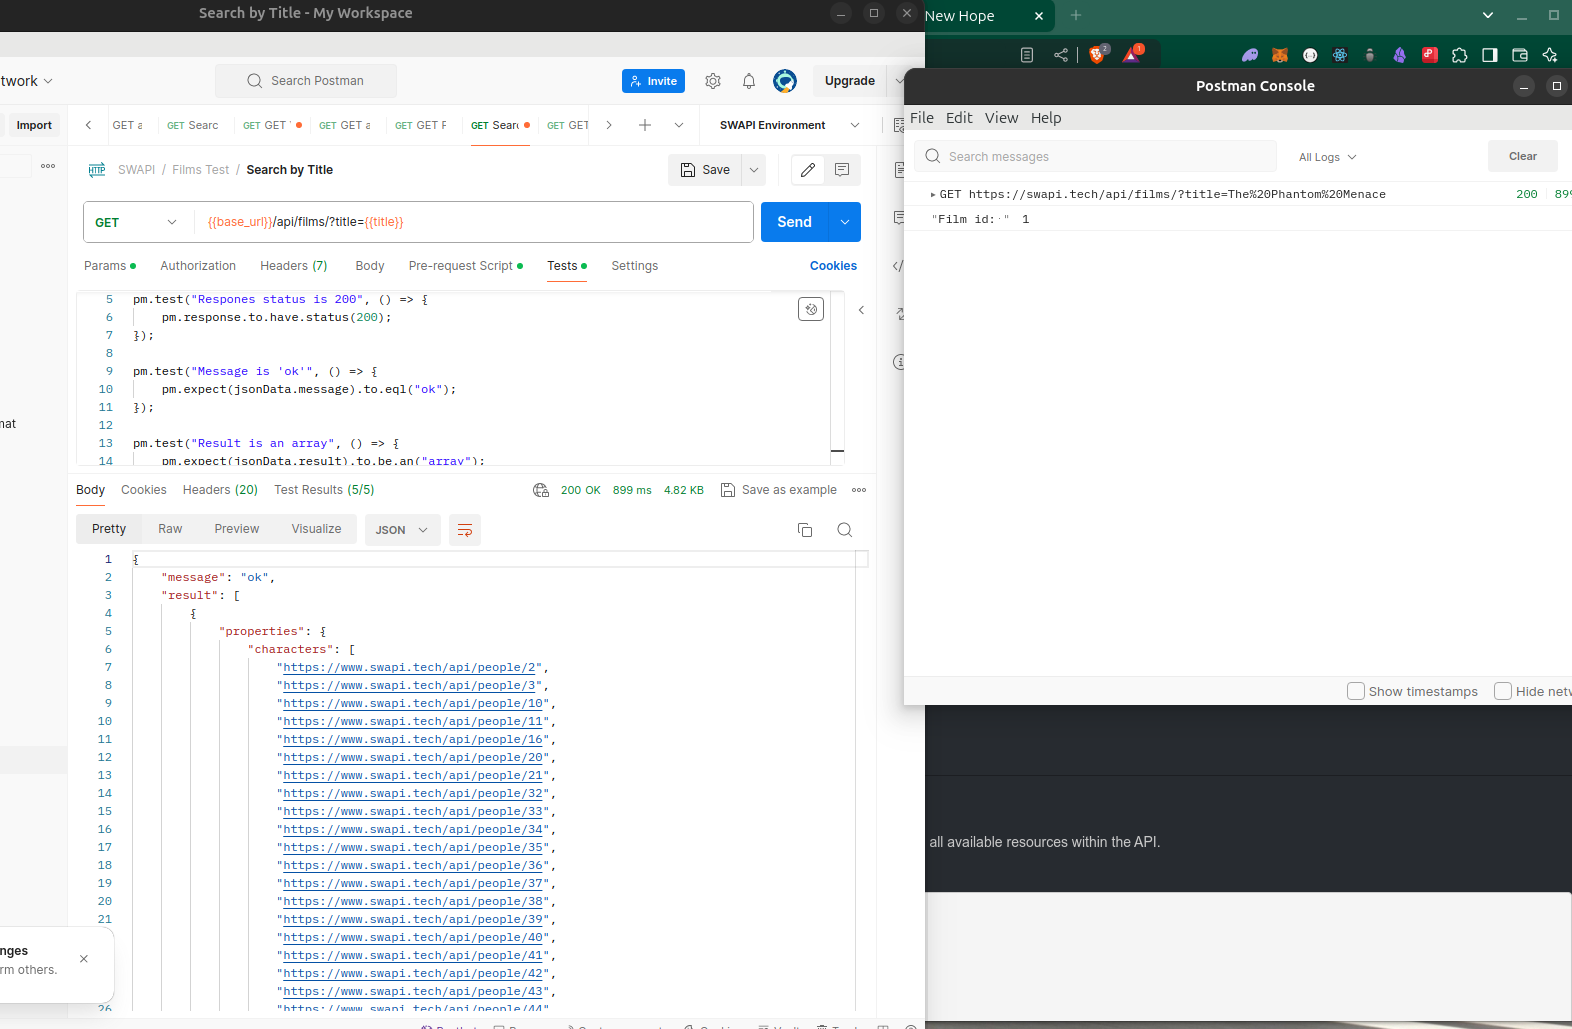 Search by Title - My Workspace
New Hope
twork
Search Postman
Invite
Upgrade
2
1
Postman Console
File Edit View Help
Search messages
All Logs
Clear
GET https://swapi.tech/api/films/?title=The%20Phantom%20Menace 200 899
"Film id:·" 1
Show timestamps
Hide netw
Import
GET a
GET Searc
GET
GET a
GET F
GET Searc
GET
SWAPI Environment
HTTP SWAPI / Films Test / Search by Title
Save
GET
{{base_url}}/api/films/?title={{title}}
Send
Params Authorization Headers (7) Body Pre-request Script Tests Settings Cookies
5 pm.test("Respones status is 200", () => {
6 pm.response.to.have.status(200);
7 });
8
9 pm.test("Message is 'ok'", () => {
10 pm.expect(jsonData.message).to.eql("ok");
11 });
12
13 pm.test("Result is an array", () => {
14 pm.expect(jsonData.result).to.be.an("array");
mat
Body Cookies Headers (20) Test Results (5/5)
200 OK 899 ms 4.82 KB Save as example
Pretty Raw Preview Visualize JSON
1 {
2 "message": "ok",
3 "result": [
4 {
5 "properties": {
6 "characters": [
7 "https://www.swapi.tech/api/people/2",
8 "https://www.swapi.tech/api/people/3",
9 "https://www.swapi.tech/api/people/10",
10 "https://www.swapi.tech/api/people/11",
11 "https://www.swapi.tech/api/people/16",
12 "https://www.swapi.tech/api/people/20",
13 "https://www.swapi.tech/api/people/21",
14 "https://www.swapi.tech/api/people/32",
15 "https://www.swapi.tech/api/people/33",
16 "https://www.swapi.tech/api/people/34",
17 "https://www.swapi.tech/api/people/35",
18 "https://www.swapi.tech/api/people/36",
19 "https://www.swapi.tech/api/people/37",
20 "https://www.swapi.tech/api/people/38",
21 "https://www.swapi.tech/api/people/39",
"https://www.swapi.tech/api/people/40",
"https://www.swapi.tech/api/people/41",
"https://www.swapi.tech/api/people/42",
"https://www.swapi.tech/api/people/43",
26 "https://www.swapi.tech/api/people/44",
nges
rm others.
all available resources within the API.